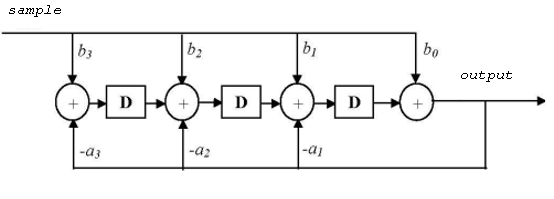 sample
b3 b2 b1 b0
output
+ D + D + D +
-a3 -a2 -a1